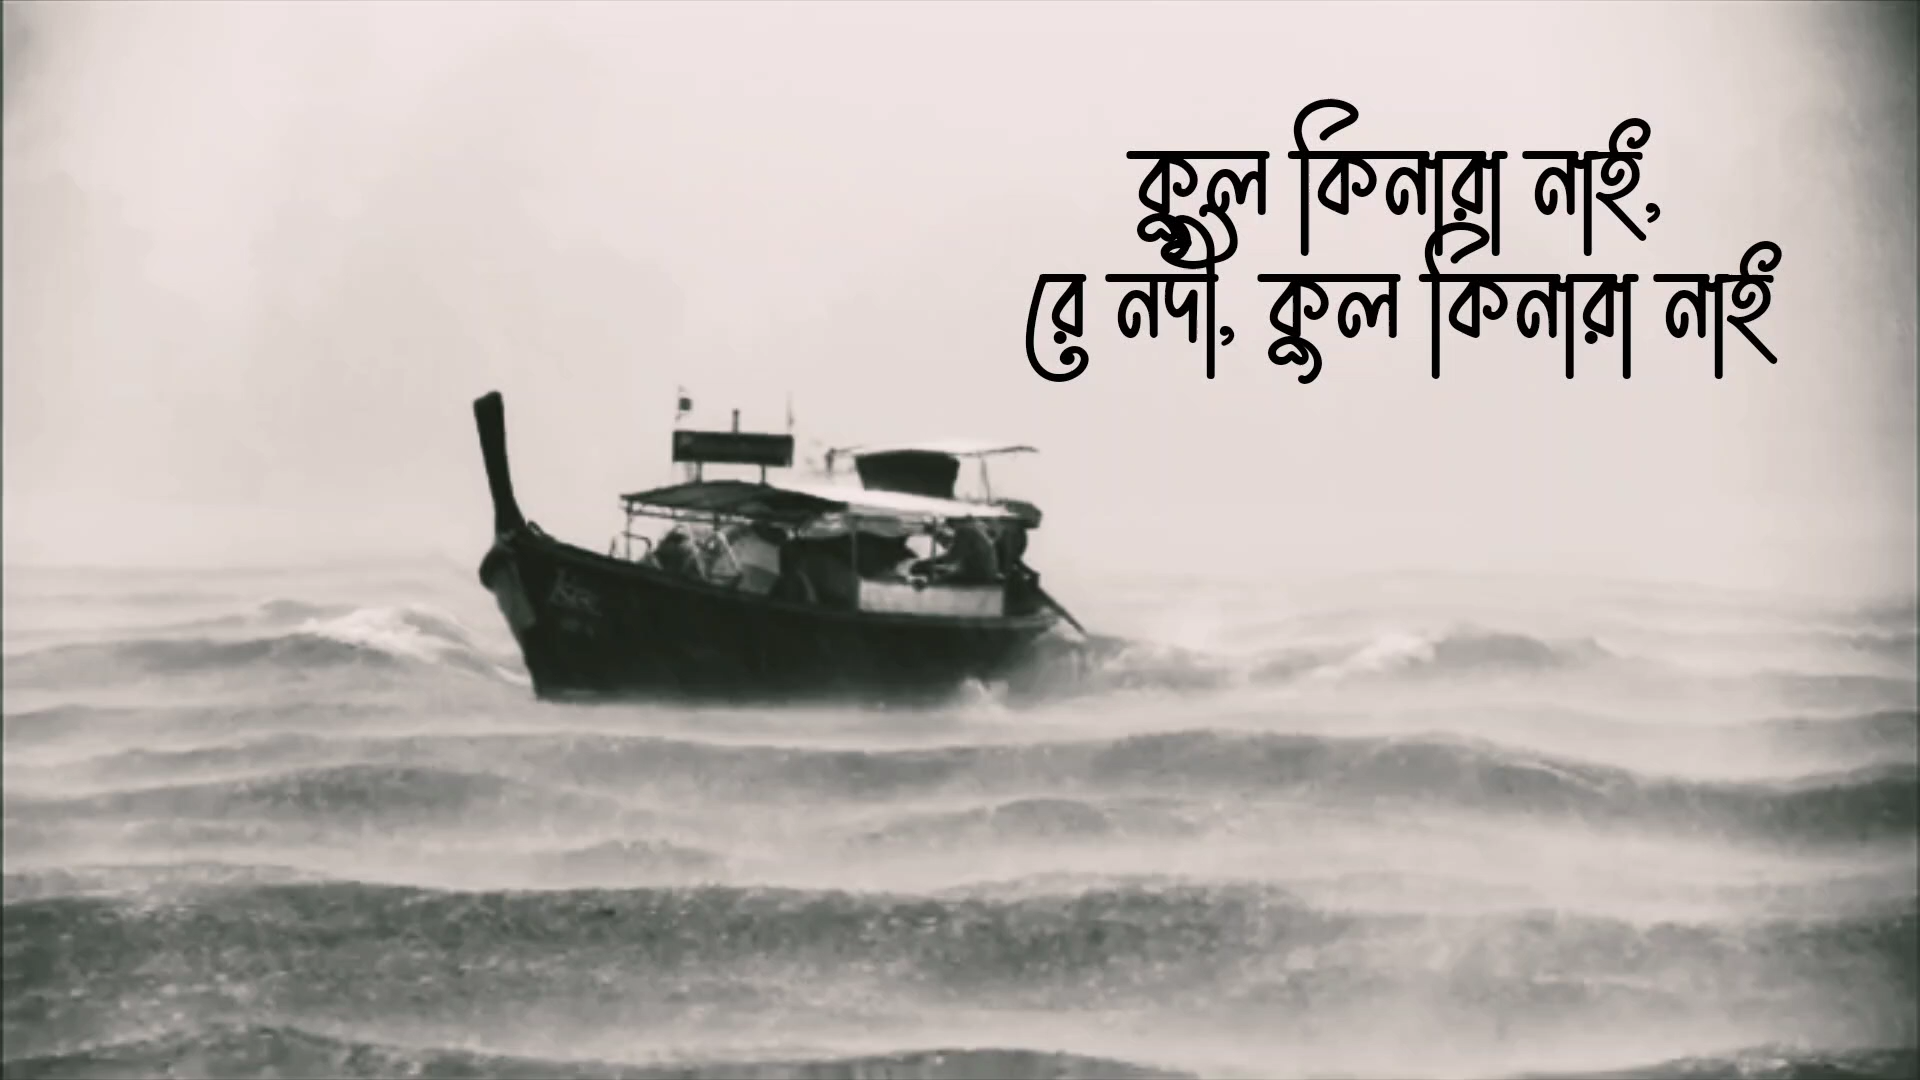 কুল কিনারা নাই,
রে নদী, কুল কিনারা নাই